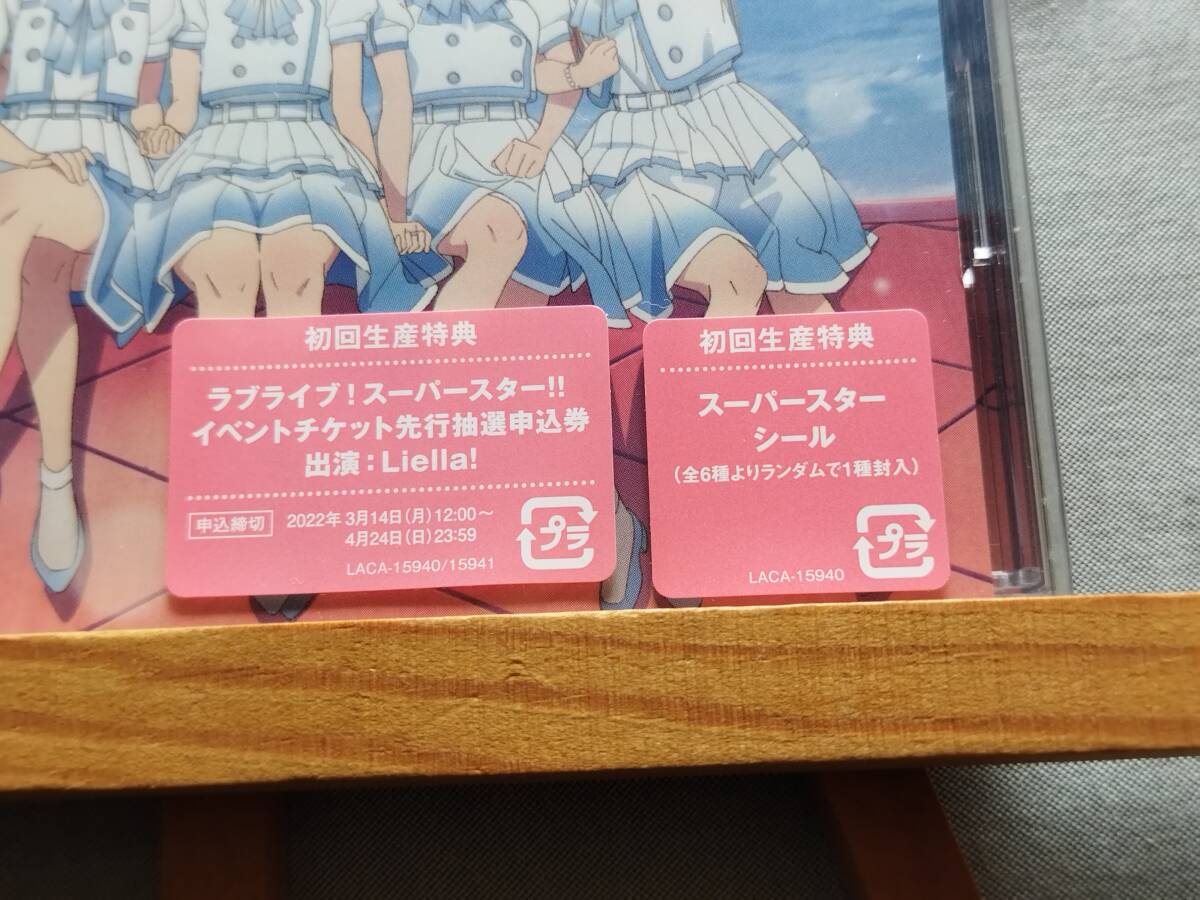 初回生産特典
ラブライブ！スーパースター!!
イベントチケット先行抽選申込券
出演：Liella!
申込締切 2022年 3月14日(月)12:00～
4月24日(日)23:59
プラ
LACA-15940/15941
初回生産特典
スーパースター
シール
(全6種よりランダムで1種封入)
プラ
LACA-15940